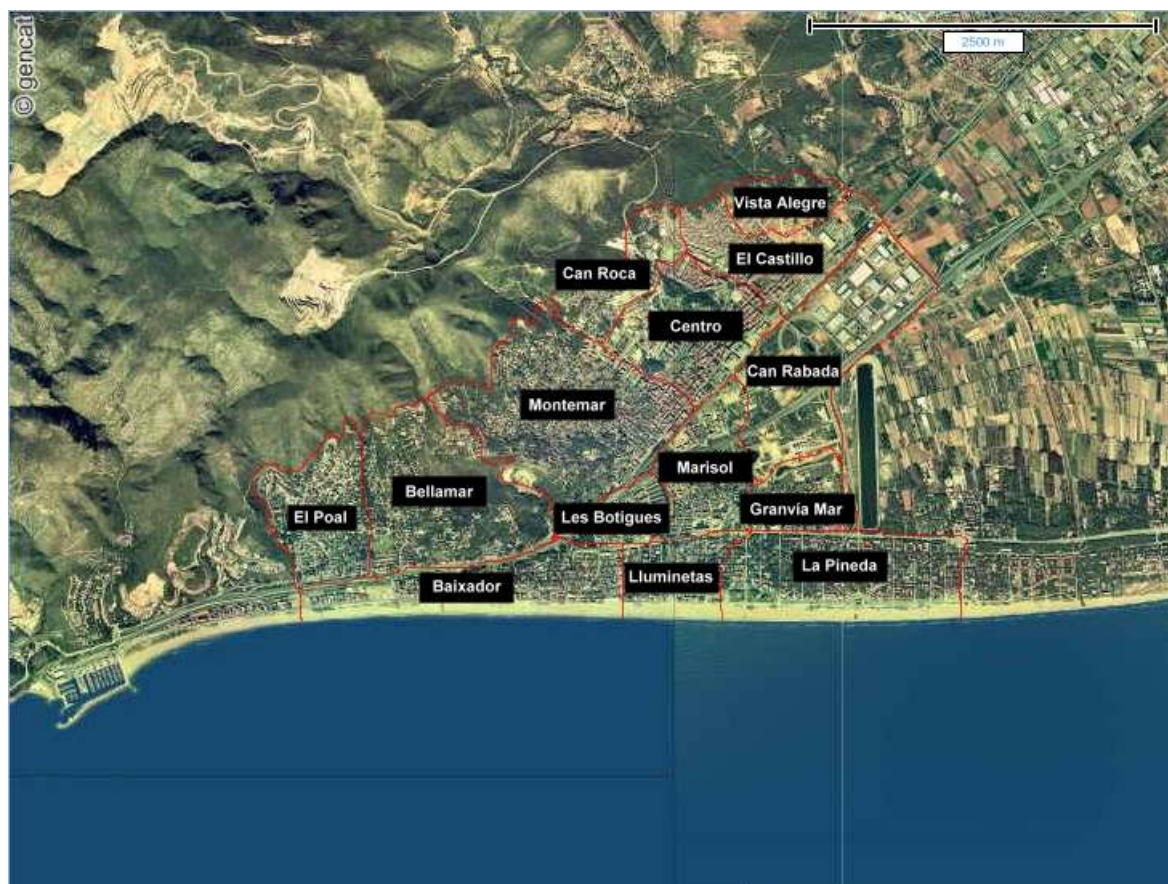 © gencat
2500 m
Vista Alegre
El Castillo
Can Roca
Centro
Can Rabada
Montemar
Marisol
Bellamar
Granvía Mar
El Poal
Les Botigues
La Pineda
Lluminetas
Baixador